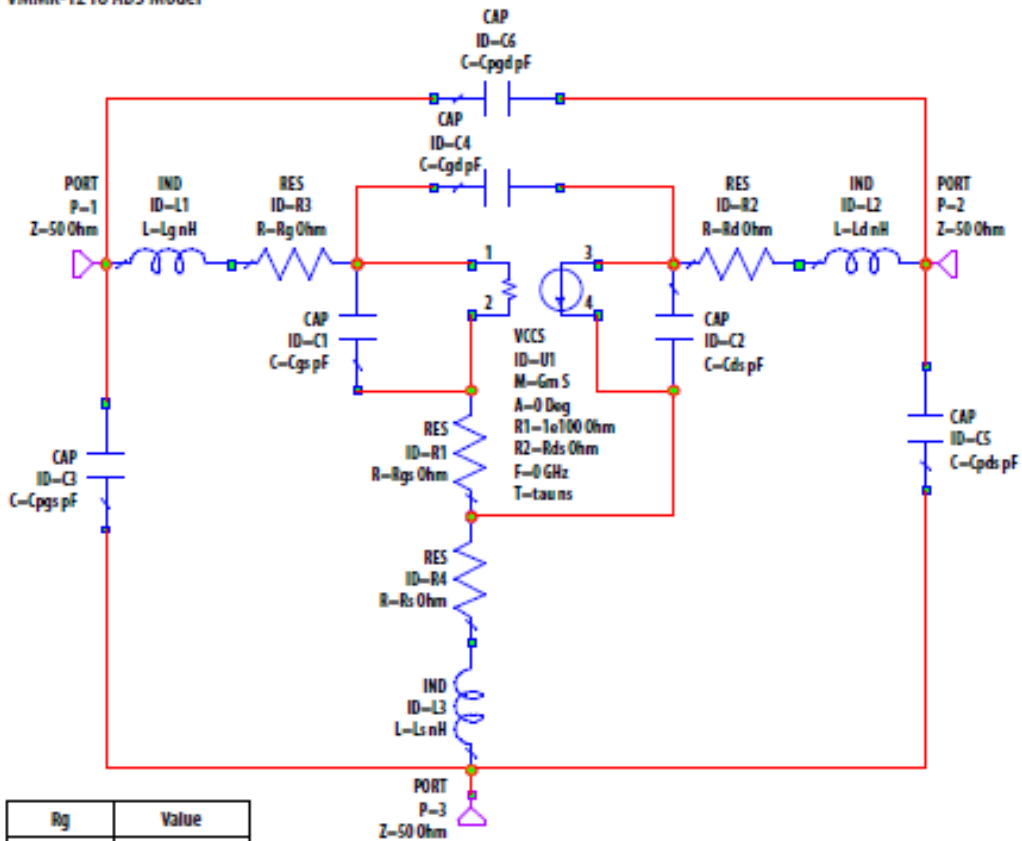 VMMK-1218 ADS Model
CAP
ID=C6
C=Cpgd pF
CAP
ID=C4
C=Cgd pF
PORT
P=1
Z=50 Ohm
IND
ID=L1
L=Lg nH
RES
ID=R3
R=Rg Ohm
RES
ID=R2
R=Rd Ohm
IND
ID=L2
L=Ld nH
PORT
P=2
Z=50 Ohm
1
2
3
4
CAP
ID=C1
C=Cgs pF
VCCS
ID=U1
M=Gm S
A=0 Deg
R1=1e100 Ohm
R2=Rds Ohm
F=0 GHz
T=tau ns
CAP
ID=C2
C=Cds pF
CAP
ID=C3
C=Cpgs pF
RES
ID=R1
R=Rgs Ohm
CAP
ID=C5
C=Cpds pF
RES
ID=R4
R=Rs Ohm
IND
ID=L3
L=Ls nH
PORT
P=3
Z=50 Ohm
Rg Value